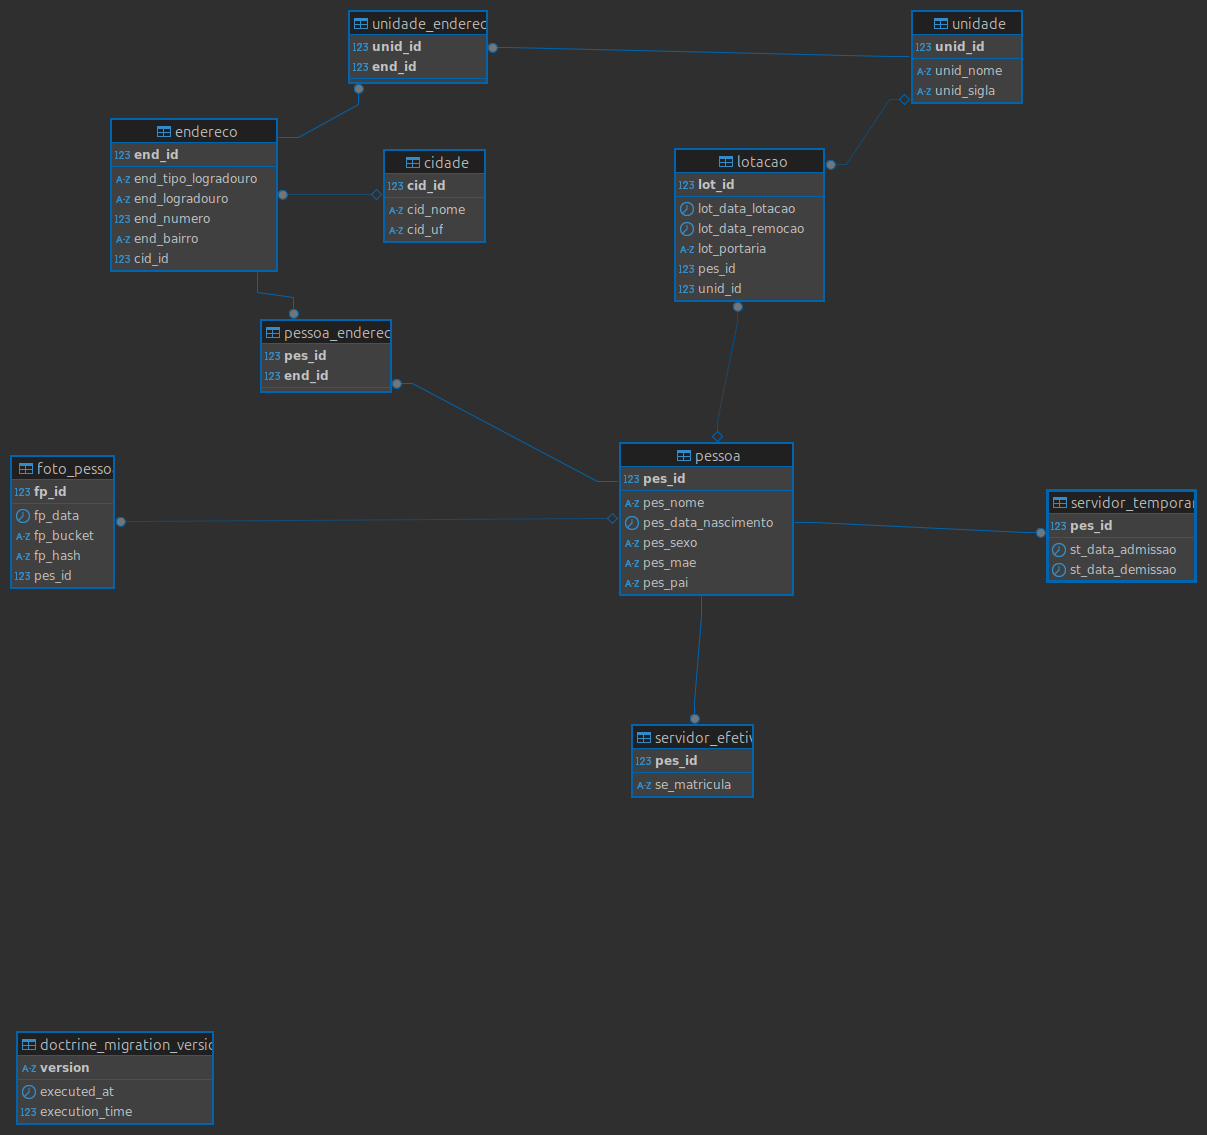 unidade_enderec
123 unid_id
123 end_id
unidade
123 unid_id
A-Z unid_nome
A-Z unid_sigla
endereco
123 end_id
A-Z end_tipo_logradouro
A-Z end_logradouro
123 end_numero
A-Z end_bairro
123 cid_id
cidade
123 cid_id
A-Z cid_nome
A-Z cid_uf
lotacao
123 lot_id
lot_data_lotacao
lot_data_remocao
A-Z lot_portaria
123 pes_id
123 unid_id
pessoa_enderec
123 pes_id
123 end_id
foto_pesso
123 fp_id
fp_data
A-Z fp_bucket
A-Z fp_hash
123 pes_id
pessoa
123 pes_id
A-Z pes_nome
pes_data_nascimento
A-Z pes_sexo
A-Z pes_mae
A-Z pes_pai
servidor_temporar
123 pes_id
st_data_admissao
st_data_demissao
servidor_efetiv
123 pes_id
A-Z se_matricula
doctrine_migration_versio
A-Z version
executed_at
123 execution_time